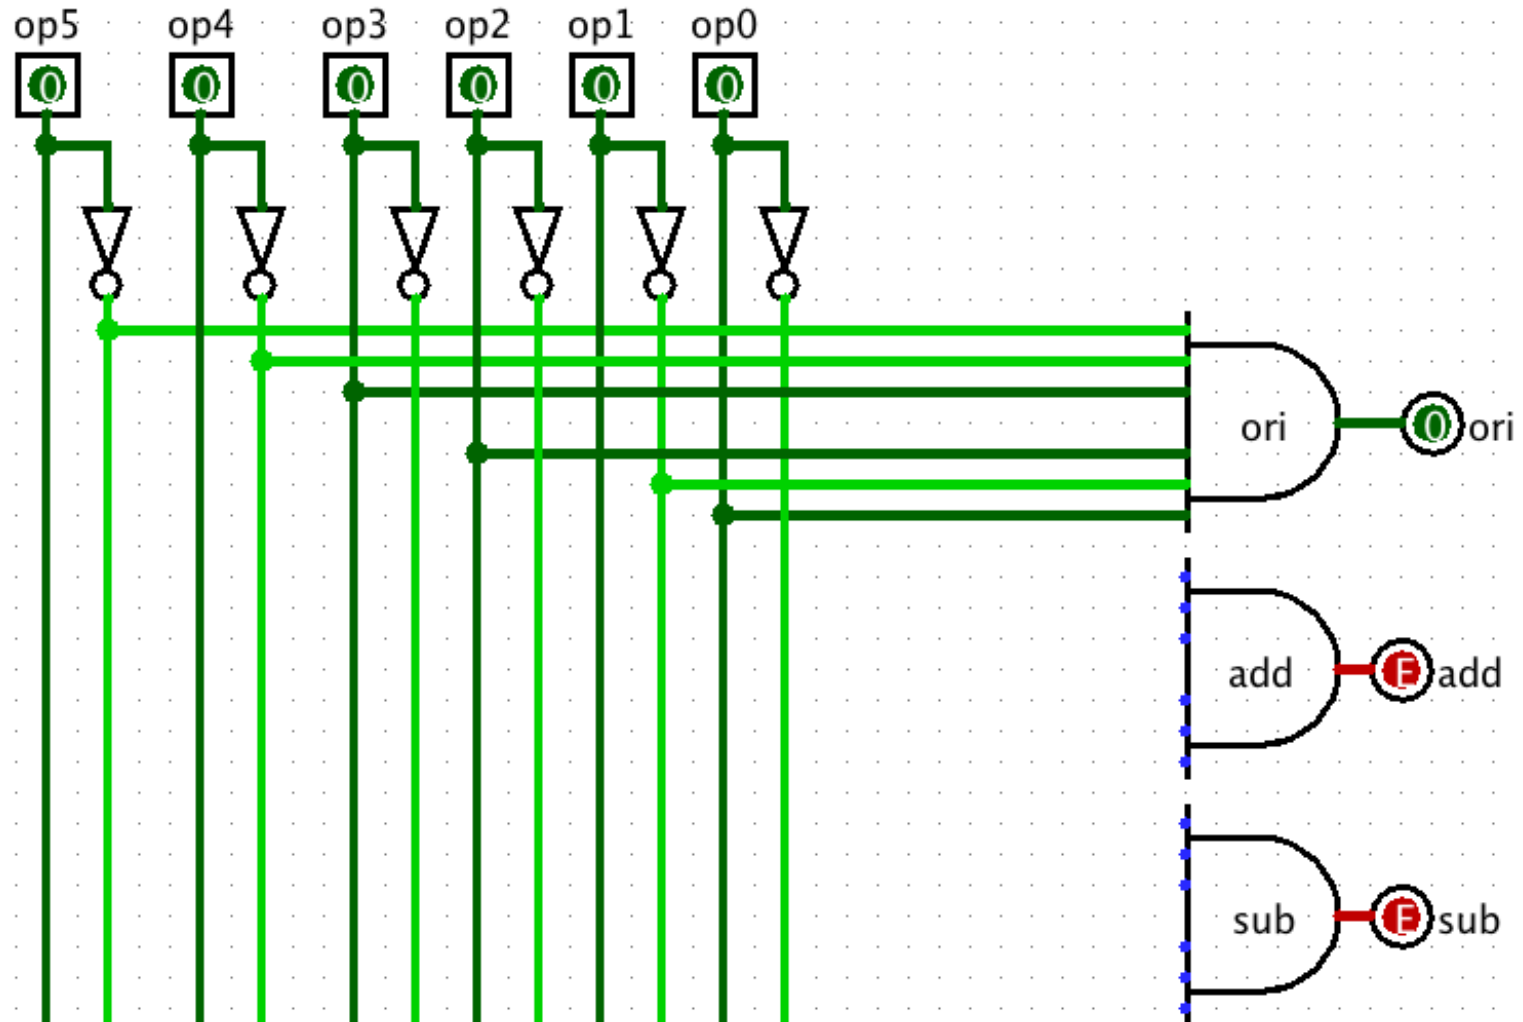 op5 op4 op3 op2 op1 op0
0 0 0 0 0 0
ori 0 ori
add E add
sub E sub